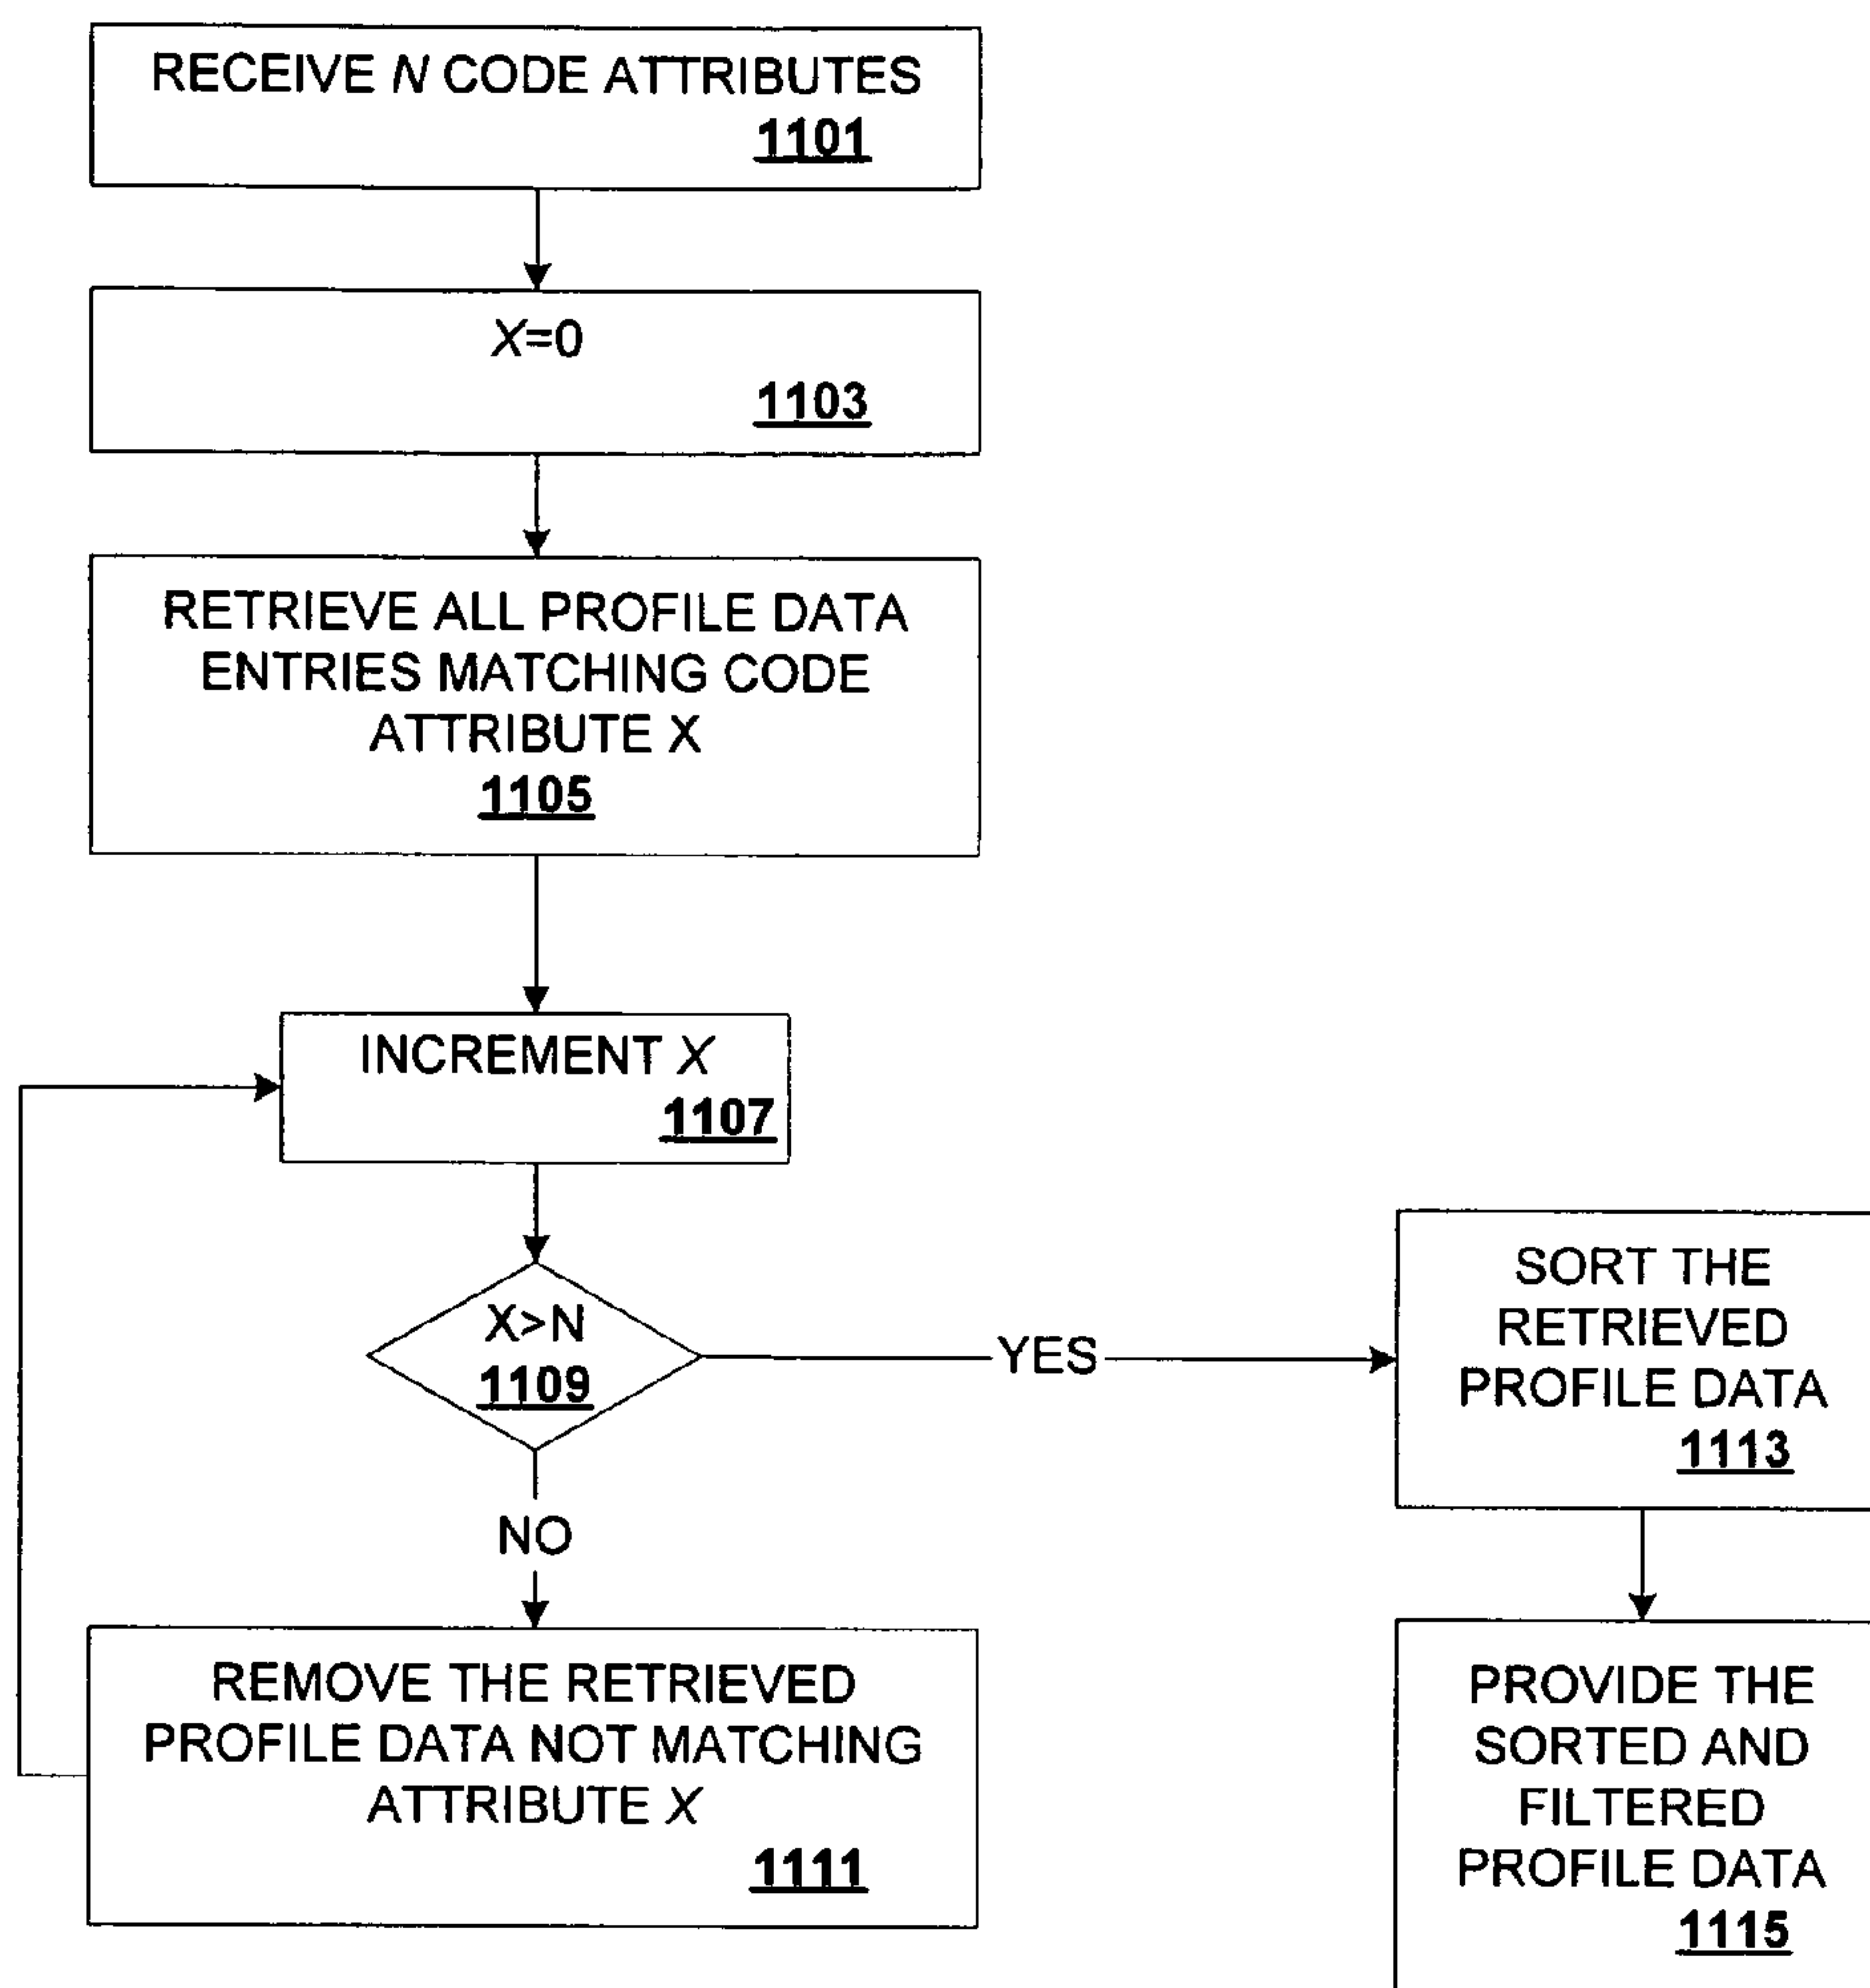 RECEIVE N CODE ATTRIBUTES
1101
X=0
1103
RETRIEVE ALL PROFILE DATA
ENTRIES MATCHING CODE
ATTRIBUTE X
1105
INCREMENT X
1107
X>N
1109
YES
NO
REMOVE THE RETRIEVED
PROFILE DATA NOT MATCHING
ATTRIBUTE X
1111
SORT THE
RETRIEVED
PROFILE DATA
1113
PROVIDE THE
SORTED AND
FILTERED
PROFILE DATA
1115